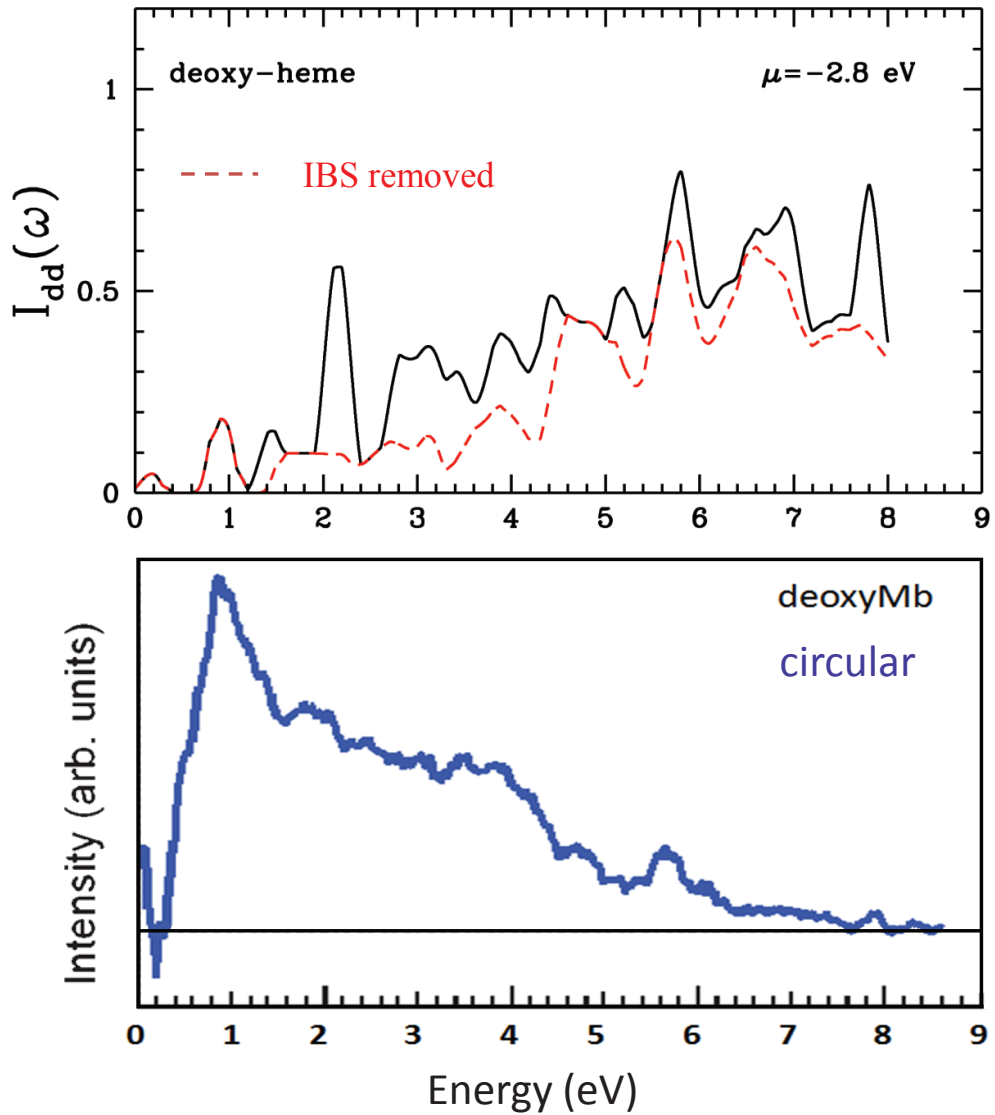 deoxy-heme
μ=-2.8 eV
IBS removed
I_dd(ω)
1
0.5
0
0 1 2 3 4 5 6 7 8 9
deoxyMb
circular
Intensity (arb. units)
0 1 2 3 4 5 6 7 8 9
Energy (eV)